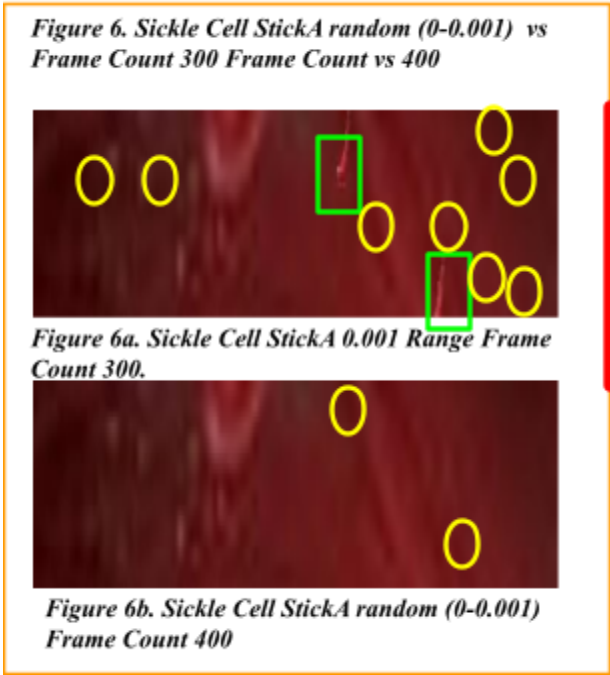 Figure 6. Sickle Cell StickA random (0-0.001) vs
Frame Count 300 Frame Count vs 400
Figure 6a. Sickle Cell StickA 0.001 Range Frame
Count 300.
Figure 6b. Sickle Cell StickA random (0-0.001)
Frame Count 400